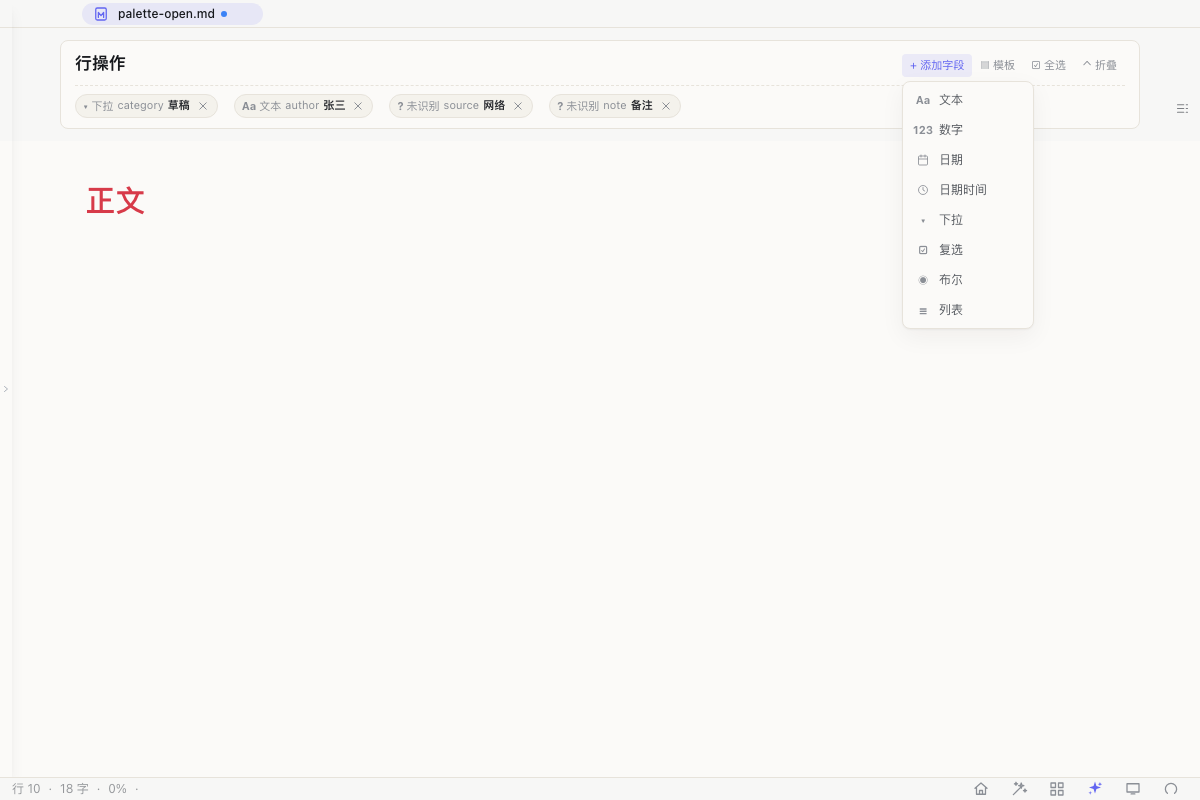 palette-open.md
行操作
+ 添加字段 模板 全选 折叠
下拉 category 草稿 Aa 文本 author 张三 ? 未识别 source 网络 ? 未识别 note 备注
Aa 文本
123 数字
日期
日期时间
下拉
复选
布尔
列表
正文
行 10 · 18 字 · 0% ·